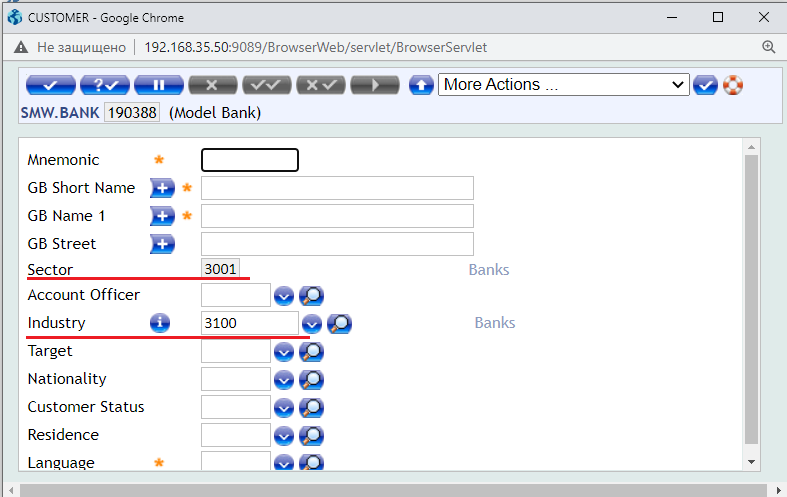 CUSTOMER - Google Chrome
Не защищено 192.168.35.50:9089/BrowserWeb/servlet/BrowserServlet
More Actions ...
SMW.BANK 190388 (Model Bank)
Mnemonic
GB Short Name
GB Name 1
GB Street
Sector 3001 Banks
Account Officer
Industry 3100 Banks
Target
Nationality
Customer Status
Residence
Language